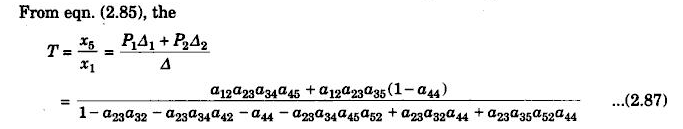 From eqn. (2.85), the
T = x₅/x₁ = (P₁Δ₁ + P₂Δ₂)/Δ
= (a₁₂a₂₃a₃₄a₄₅ + a₁₂a₂₃a₃₅(1 – a₄₄))/(1 – a₂₃a₃₂ – a₂₃a₃₄a₄₂ – a₄₄ – a₂₃a₃₄a₄₅a₅₂ + a₂₃a₃₂a₄₄ + a₂₃a₃₅a₅₂a₄₄) ...(2.87)